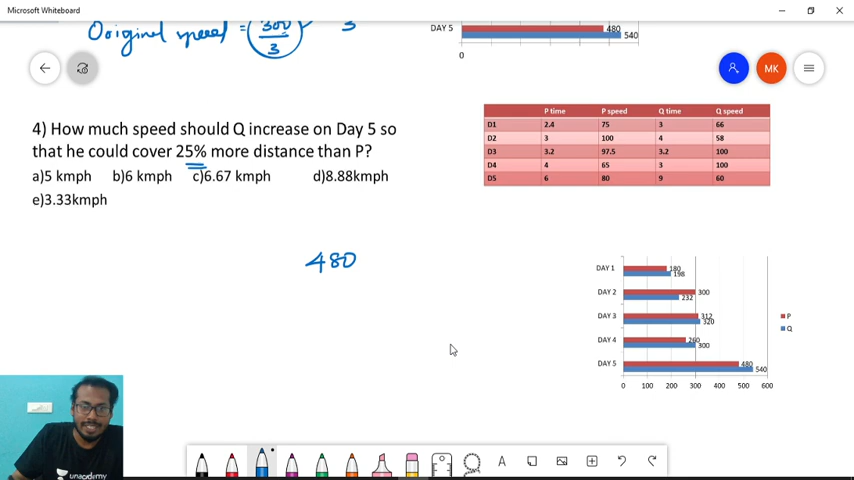 Microsoft Whiteboard
Original speed = (300/3) 3
DAY 5 480
540
0
MK
4) How much speed should Q increase on Day 5 so
that he could cover 25% more distance than P?
a)5 kmph b)6 kmph c)6.67 kmph d)8.88kmph
e)3.33kmph
480
P time P speed Q time Q speed
D1 2.4 75 3 66
D2 3 100 4 58
D3 3.2 97.5 3.2 100
D4 4 65 3 100
D5 6 80 9 60
DAY 1 180
198
DAY 2 300
232
DAY 3 312
320
DAY 4 260
300
DAY 5 480
540
0 100 200 300 400 500 600
P
Q
unacademy
A